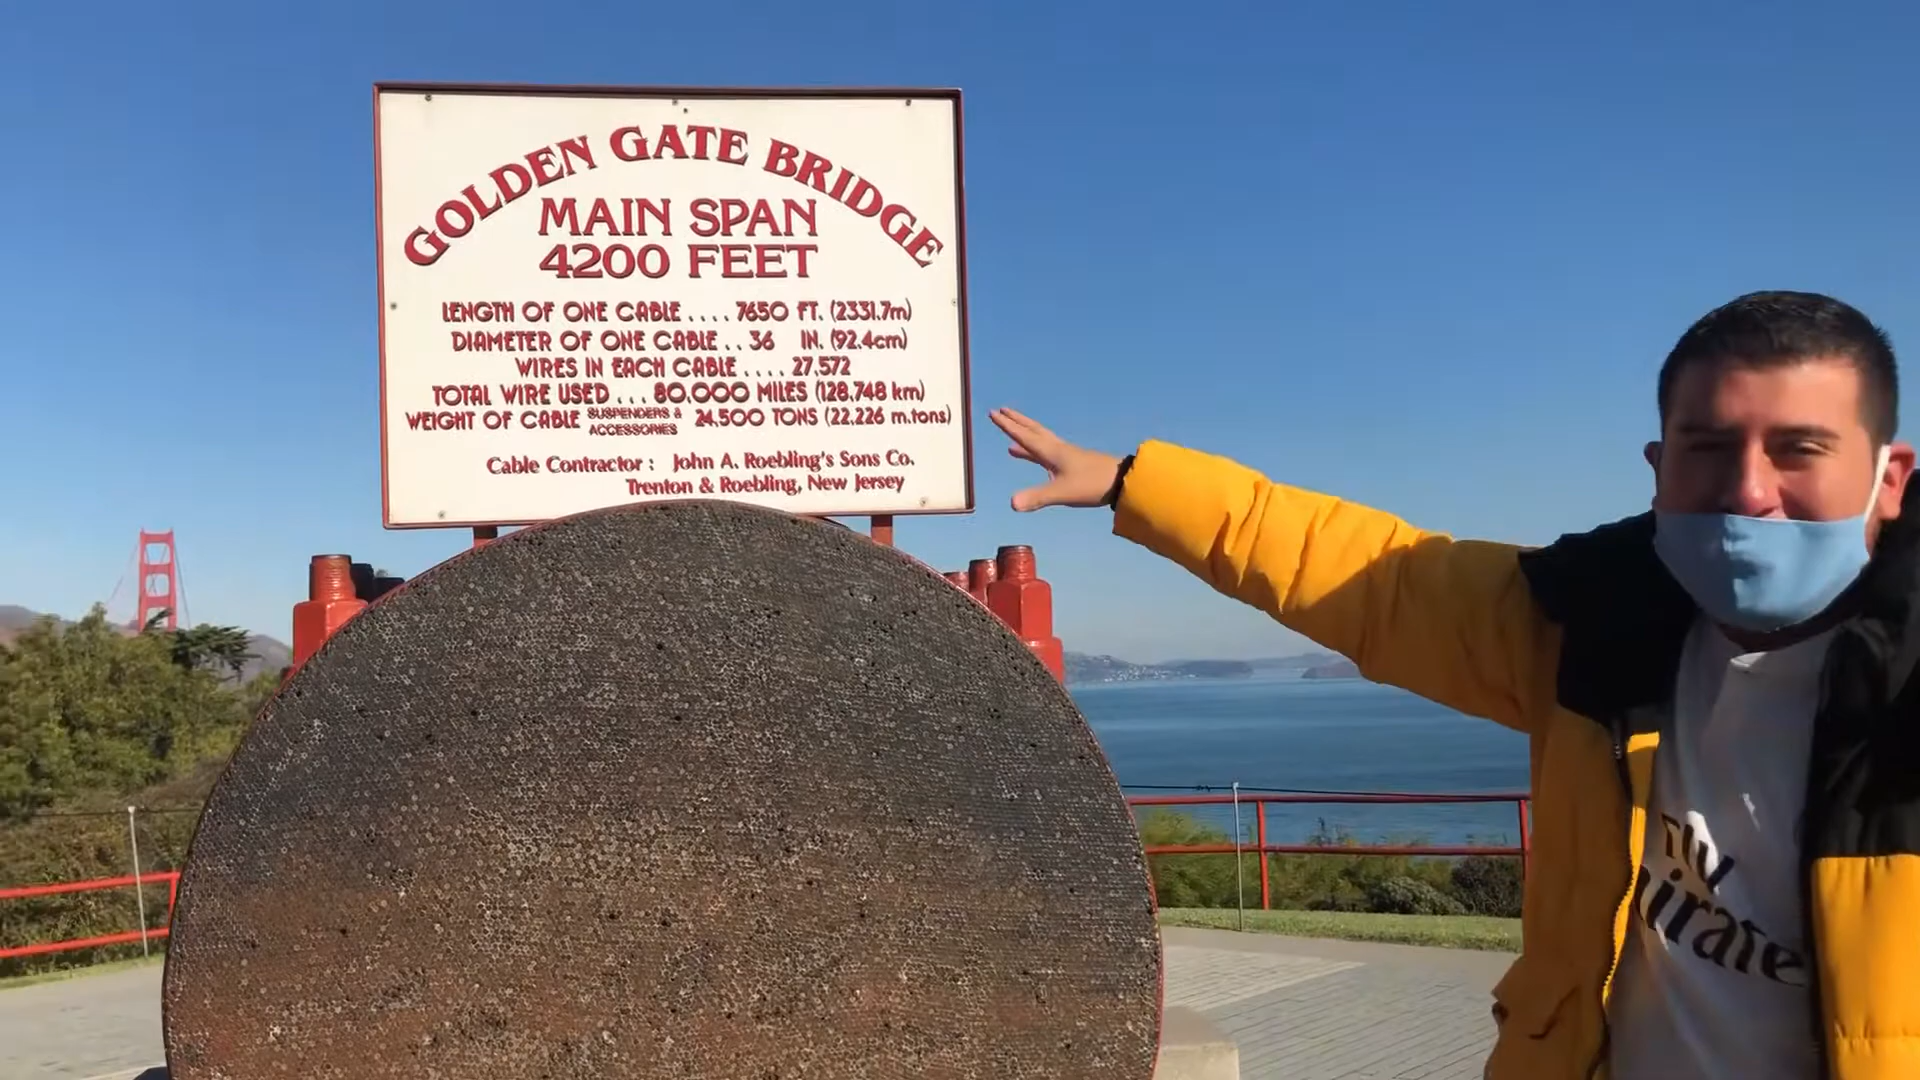 GOLDEN GATE BRIDGE
MAIN SPAN
4200 FEET
LENGTH OF ONE CABLE .... 7650 FT. (2331.7m)
DIAMETER OF ONE CABLE .. 36 IN. (92.4cm)
WIRES IN EACH CABLE .... 27,572
TOTAL WIRE USED ... 80,000 MILES (128,748 km)
WEIGHT OF CABLE SUSPENDERS & ACCESSORIES 24,500 TONS (22,226 m.tons)
Cable Contractor : John A. Roebling's Sons Co.
Trenton & Roebling, New Jersey